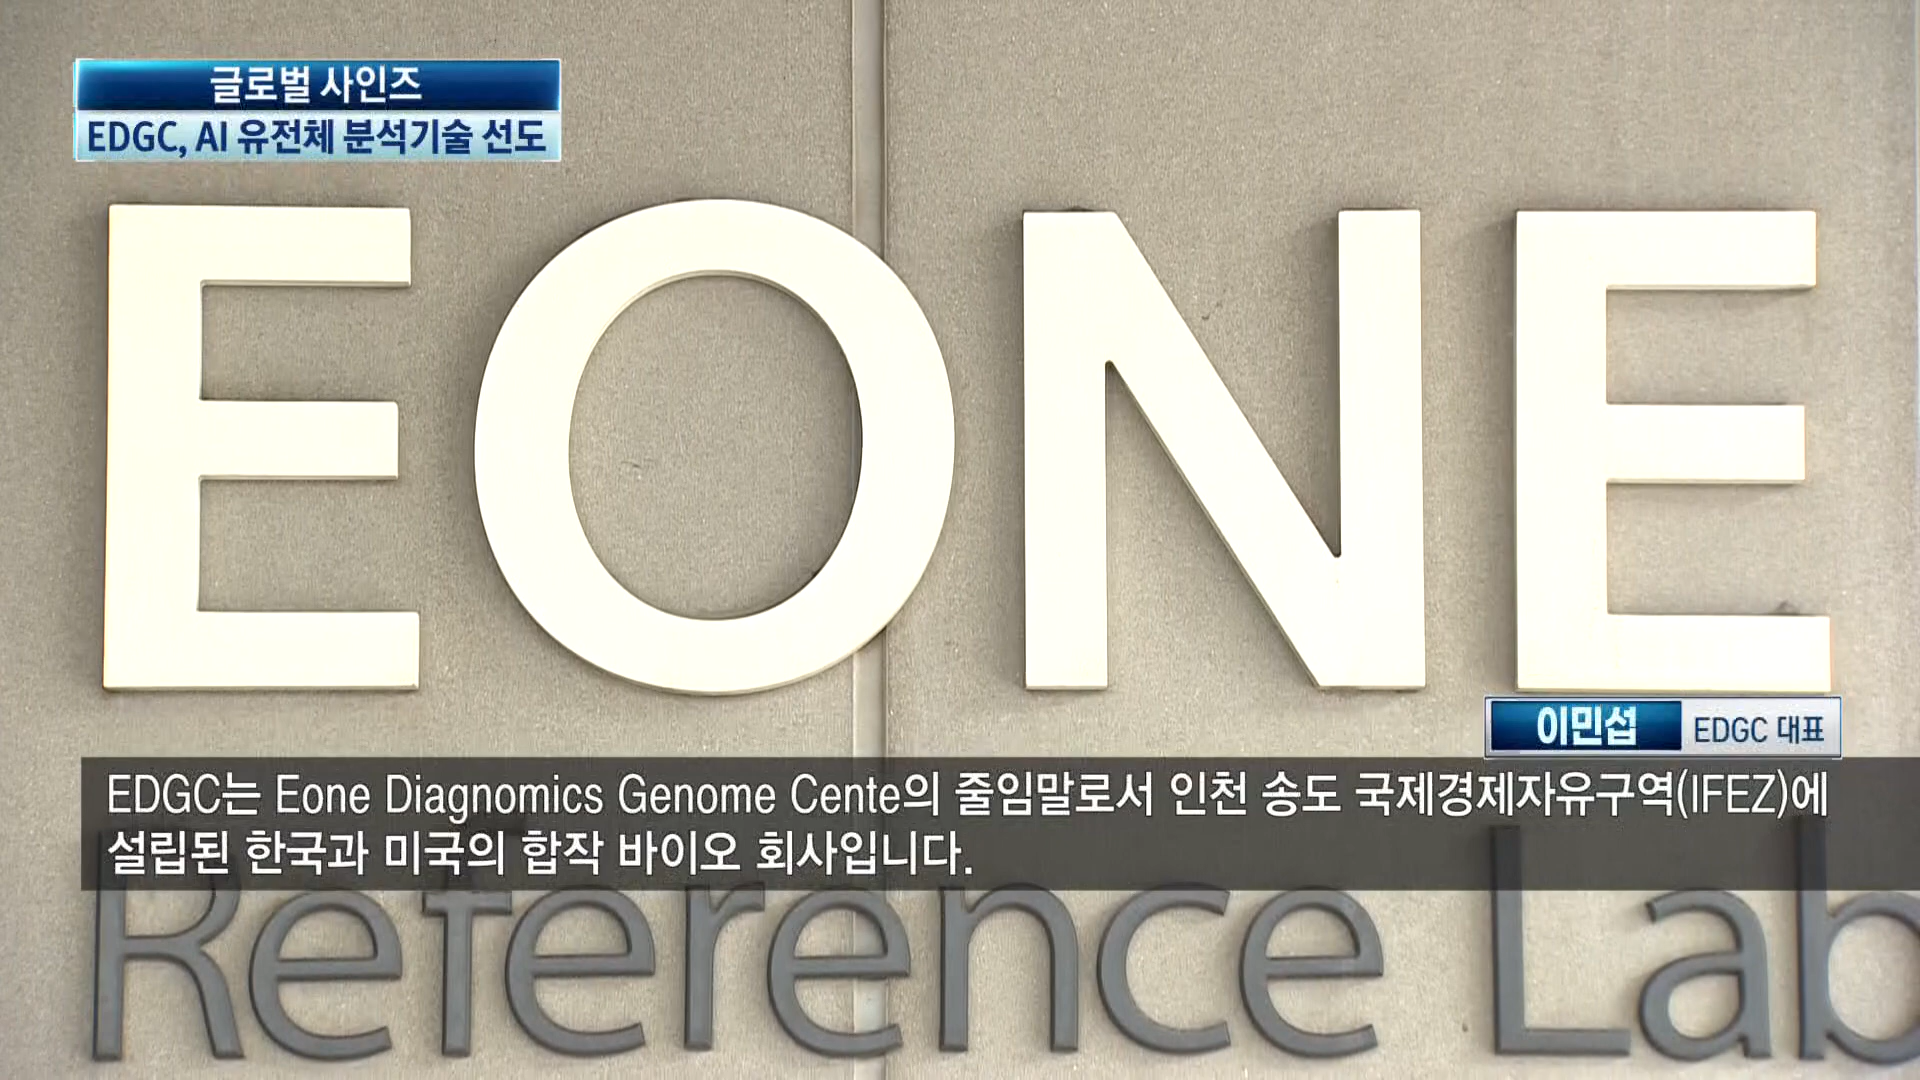 글로벌 사인즈
EDGC, AI 유전체 분석기술 선도
EONE
이민섭 EDGC 대표
EDGC는 Eone Diagnomics Genome Cente의 줄임말로서 인천 송도 국제경제자유구역(IFEZ)에
설립된 한국과 미국의 합작 바이오 회사입니다.
Reference Lab